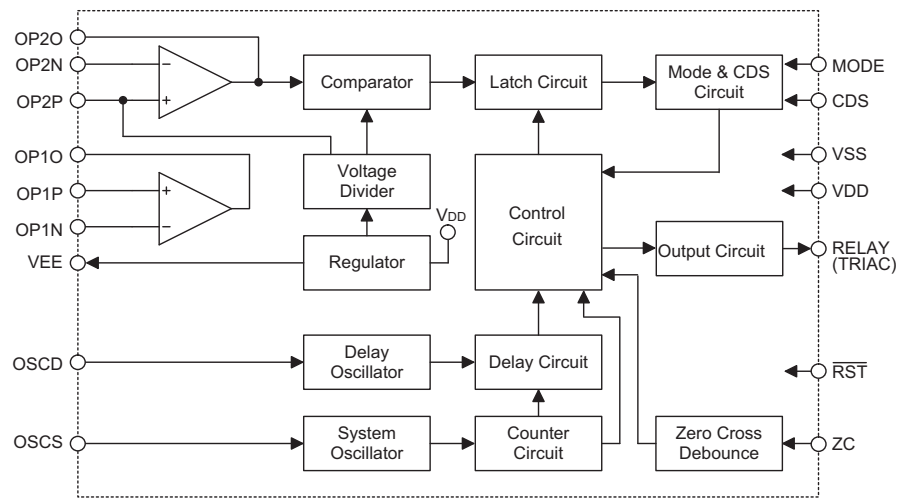 OP2O
OP2N
OP2P
OP1O
OP1P
OP1N
VEE
OSCD
OSCS
−
+
+
−
Comparator
Latch Circuit
Mode & CDS
Circuit
Voltage
Divider
VDD
Regulator
Control
Circuit
Output Circuit
Delay
Oscillator
Delay Circuit
System
Oscillator
Counter
Circuit
Zero Cross
Debounce
MODE
CDS
VSS
VDD
RELAY
(TRIAC)
RST
ZC